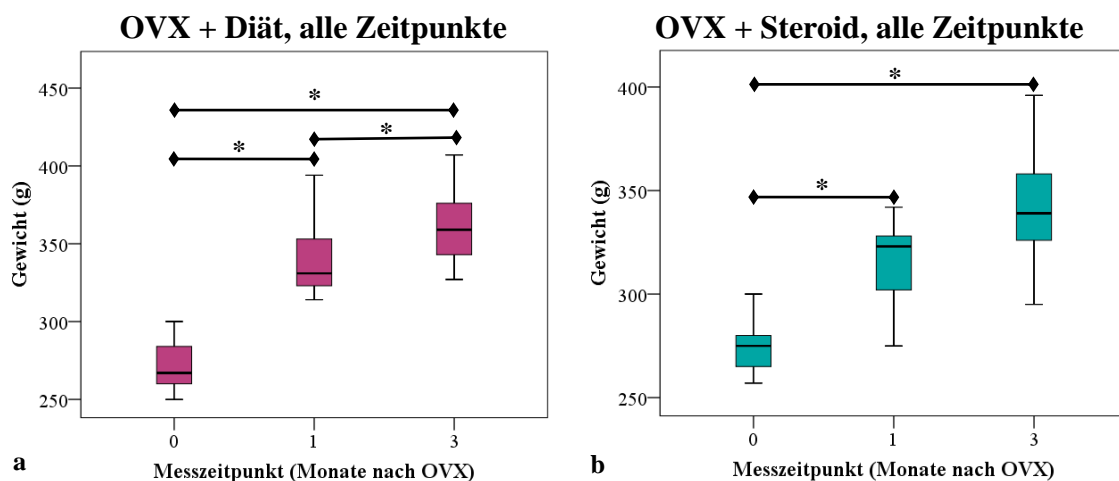 OVX + Diät, alle Zeitpunkte
450
400
350
300
250
Gewicht (g)
*
*
*
0 1 3
Messzeitpunkt (Monate nach OVX)
a
OVX + Steroid, alle Zeitpunkte
400
350
300
250
Gewicht (g)
*
*
0 1 3
Messzeitpunkt (Monate nach OVX)
b